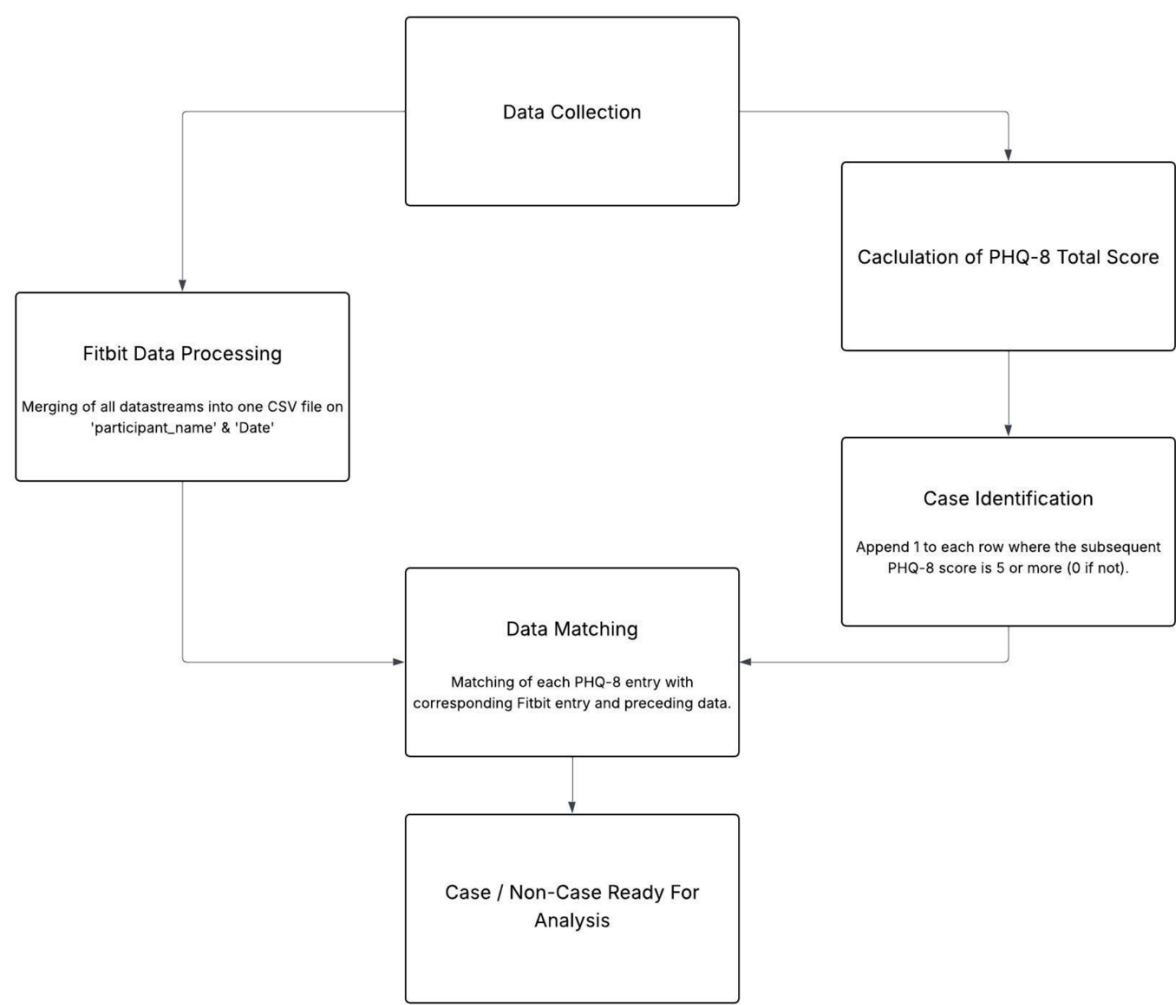 Data Collection
Caclulation of PHQ-8 Total Score
Fitbit Data Processing
Merging of all datastreams into one CSV file on
'participant_name' & 'Date'
Case Identification
Append 1 to each row where the subsequent
PHQ-8 score is 5 or more (0 if not).
Data Matching
Matching of each PHQ-8 entry with
corresponding Fitbit entry and preceding data.
Case / Non-Case Ready For
Analysis